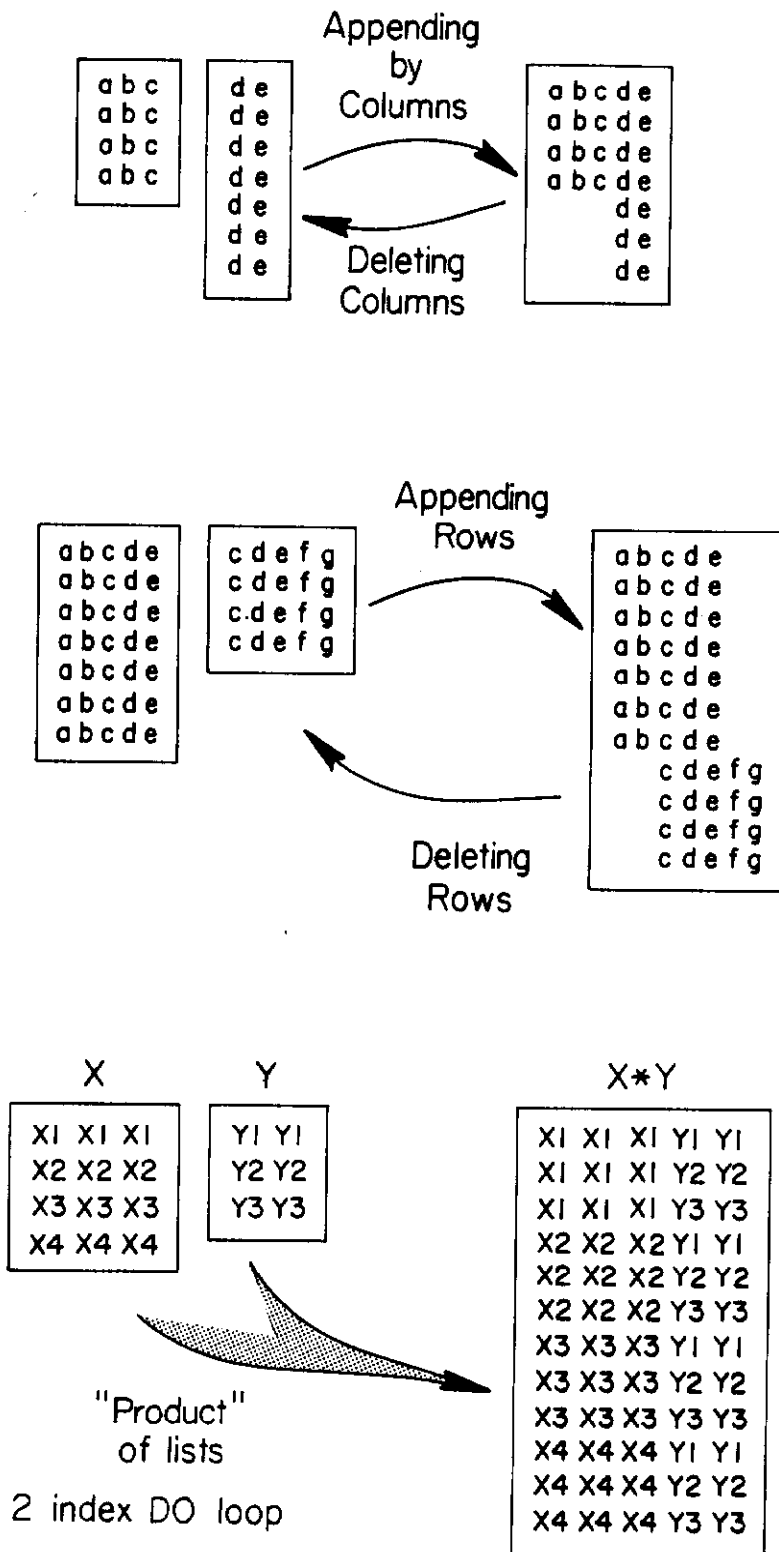 Appending
by
Columns
a b c
a b c
a b c
a b c
d e
d e
d e
d e
d e
d e
d e
a b c d e
a b c d e
a b c d e
a b c d e
d e
d e
d e
Deleting
Columns
Appending
Rows
a b c d e
a b c d e
a b c d e
a b c d e
a b c d e
a b c d e
a b c d e
c d e f g
c d e f g
c d e f g
c d e f g
a b c d e
a b c d e
a b c d e
a b c d e
a b c d e
a b c d e
a b c d e
c d e f g
c d e f g
c d e f g
c d e f g
Deleting
Rows
X
X1 X1 X1
X2 X2 X2
X3 X3 X3
X4 X4 X4
Y
Y1 Y1
Y2 Y2
Y3 Y3
X*Y
X1 X1 X1 Y1 Y1
X1 X1 X1 Y2 Y2
X1 X1 X1 Y3 Y3
X2 X2 X2 Y1 Y1
X2 X2 X2 Y2 Y2
X2 X2 X2 Y3 Y3
X3 X3 X3 Y1 Y1
X3 X3 X3 Y2 Y2
X3 X3 X3 Y3 Y3
X4 X4 X4 Y1 Y1
X4 X4 X4 Y2 Y2
X4 X4 X4 Y3 Y3
"Product"
of lists
2 index DO loop